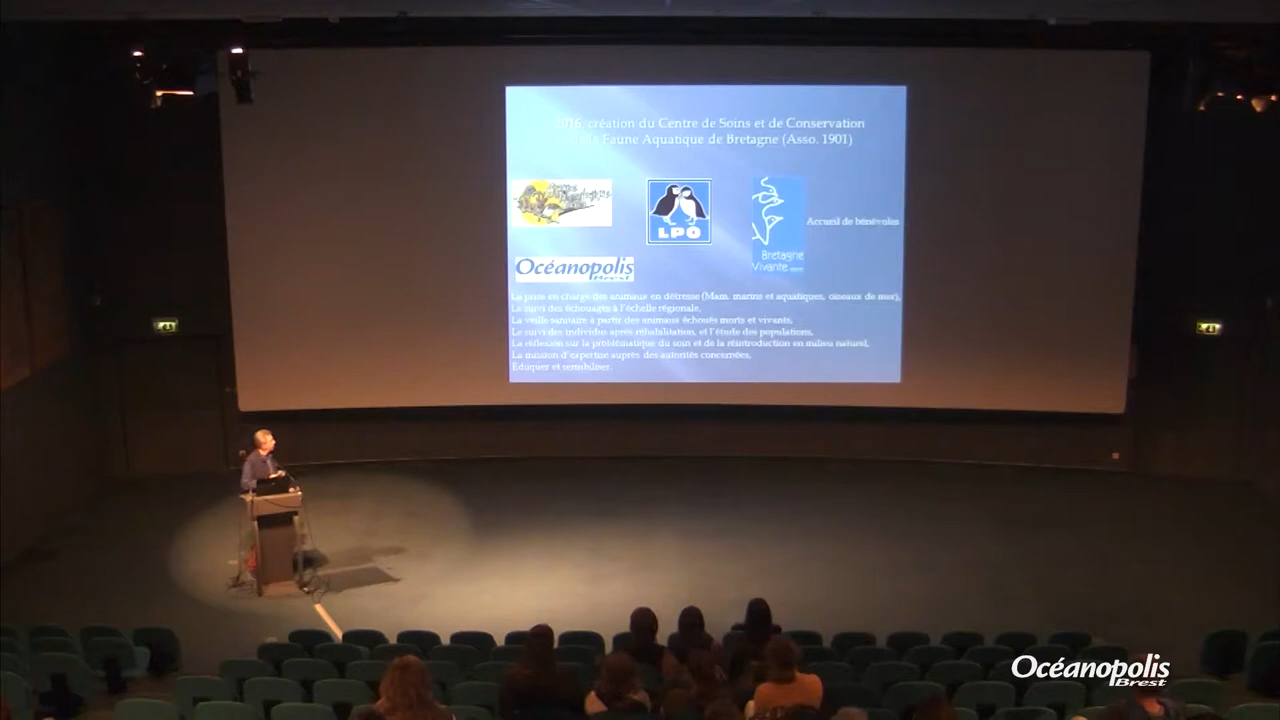 2016, création du Centre de Soins et de Conservation
de la Faune Aquatique de Bretagne (Asso. 1901)
LPO
Accueil de bénévoles
Bretagne
Vivante
Océanopolis
Brest
La prise en charge des animaux en détresse (Mam. marins et aquatiques, oiseaux de mer),
Le suivi des échouages à l'échelle régionale,
La veille sanitaire à partir des animaux échoués morts et vivants,
Le suivi des individus après réhabilitation, et l'étude des populations,
La réflexion sur la problématique du soin et de la réintroduction en milieu naturel,
La mission d'expertise auprès des autorités concernées,
Eduquer et sensibiliser.
Océanopolis
Brest